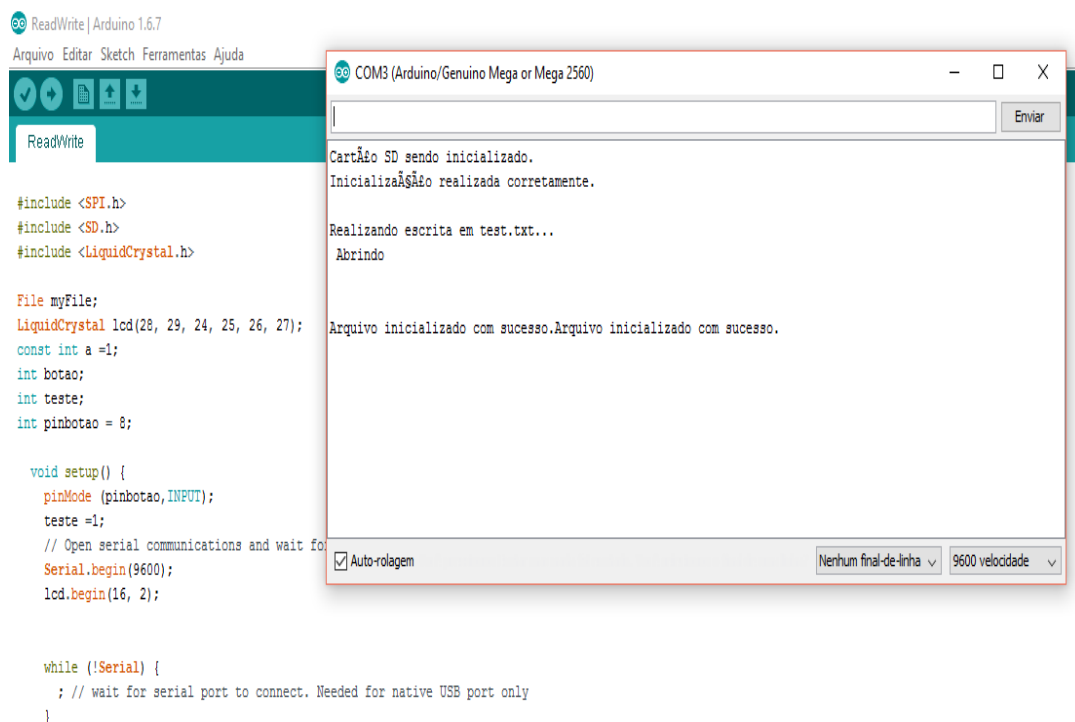 ReadWrite | Arduino 1.6.7
Arquivo Editar Sketch Ferramentas Ajuda
ReadWrite
#include <SPI.h>
#include <SD.h>
#include <LiquidCrystal.h>
File myFile;
LiquidCrystal lcd(28, 29, 24, 25, 26, 27);
const int a =1;
int botao;
int teste;
int pinbotao = 8;
void setup() {
pinMode (pinbotao,INPUT);
teste =1;
// Open serial communications and wait for
Serial.begin(9600);
lcd.begin(16, 2);
while (!Serial) {
; // wait for serial port to connect. Needed for native USB port only
}
COM3 (Arduino/Genuino Mega or Mega 2560)
Enviar
CartÃ£o SD sendo inicializado.
InicializaÃ§Ã£o realizada corretamente.
Realizando escrita em test.txt...
Abrindo
Arquivo inicializado com sucesso.Arquivo inicializado com sucesso.
Auto-rolagem
Nenhum final-de-linha
9600 velocidade